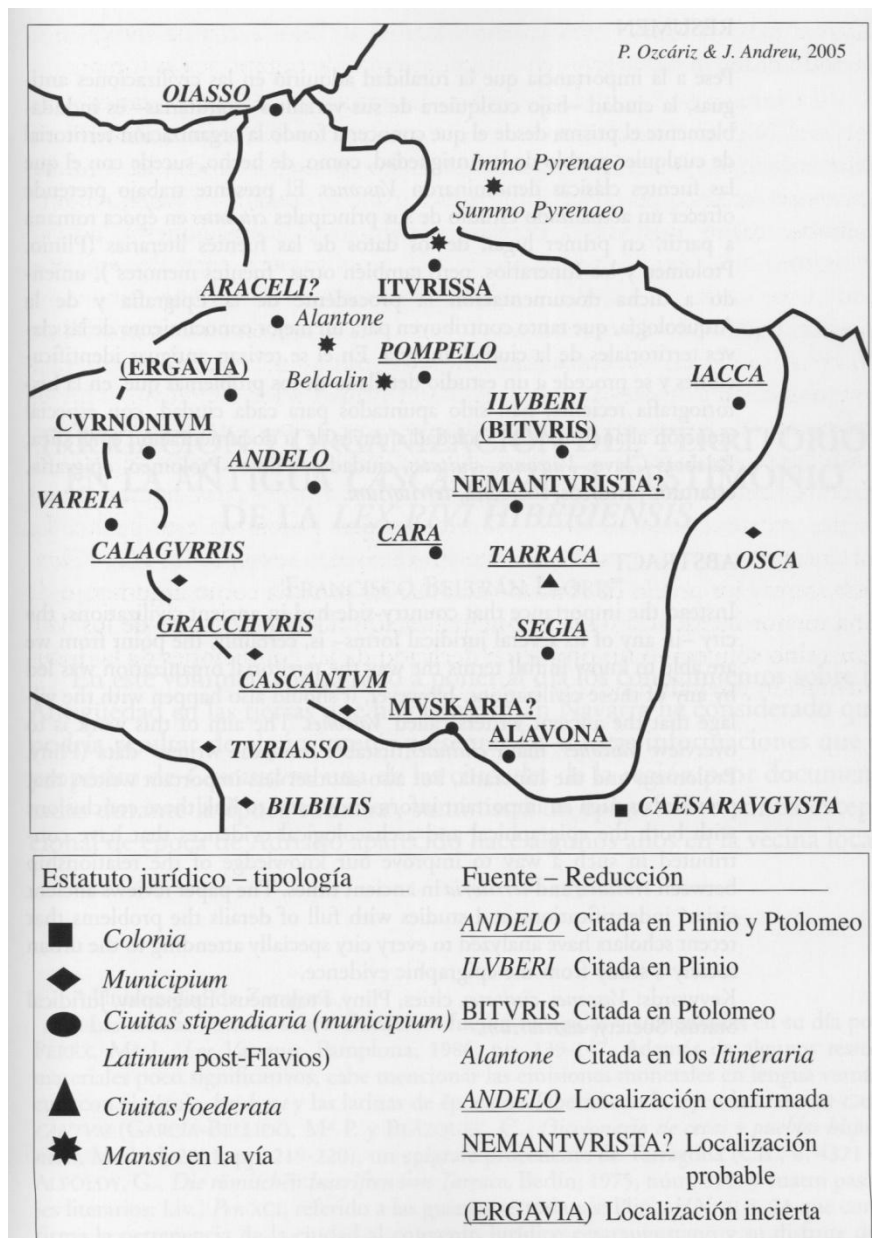 P. Ozcáriz & J. Andreu, 2005
OIASSO
Immo Pyrenaeo
Summo Pyrenaeo
ARACELI?
ITVRISSA
Alantone
(ERGAVIA)
POMPELO
Beldalin
IACCA
ILVBERI
(BITVRIS)
CVRNONIVM
ANDELO
NEMANTVRISTA?
VAREIA
CARA
TARRACA
OSCA
CALAGVRRIS
GRACCHVRIS
SEGIA
CASCANTVM
MVSKARIA?
ALAVONA
TVRIASSO
BILBILIS
CAESARAVGVSTA
Estatuto jurídico – tipología
Colonia
Municipium
Ciuitas stipendiaria (municipium)
Latinum post-Flavios)
Ciuitas foederata
Mansio en la vía
Fuente – Reducción
ANDELO Citada en Plinio y Ptolomeo
ILVBERI Citada en Plinio
BITVRIS Citada en Ptolomeo
Alantone Citada en los Itineraria
ANDELO Localización confirmada
NEMANTVRISTA? Localización
probable
(ERGAVIA) Localización incierta